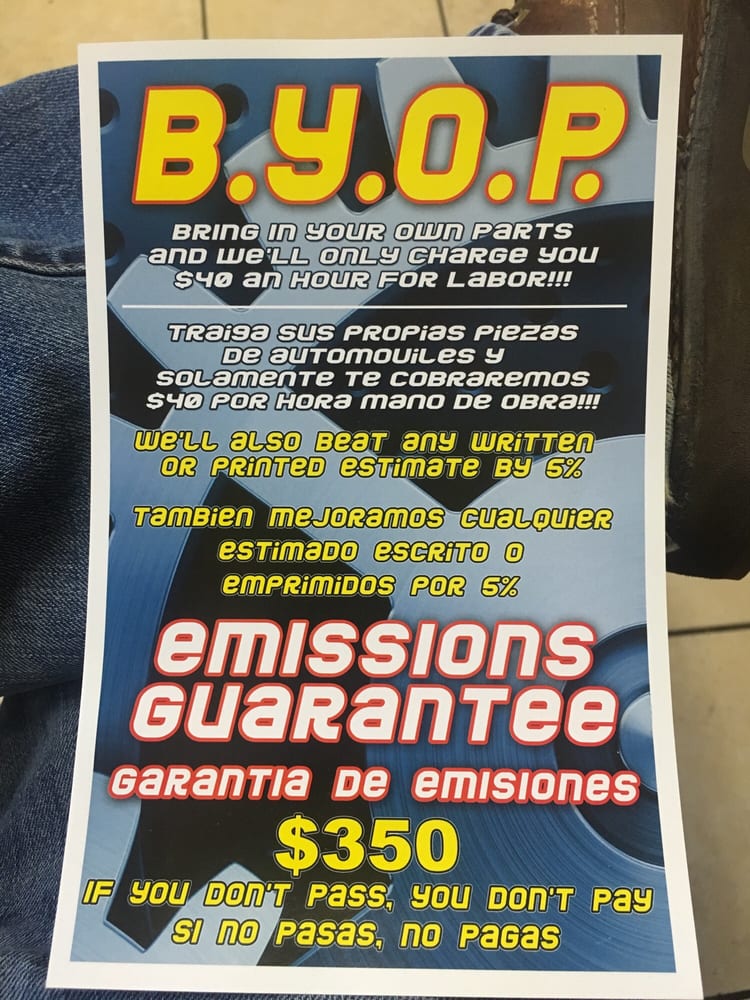 B.Y.O.P.
BRING IN YOUR OWN PARTS
AND WE'LL ONLY CHARGE YOU
$40 AN HOUR FOR LABOR!!!
TRAIGA SUS PROPIAS PIEZAS
DE AUTOMOVILES Y
SOLAMENTE TE COBRAREMOS
$40 POR HORA MANO DE OBRA!!!
WE'LL ALSO BEAT ANY WRITTEN
OR PRINTED ESTIMATE BY 5%
TAMBIEN MEJORAMOS CUALQUIER
ESTIMADO ESCRITO O
EMPRIMIDOS POR 5%
EMISSIONS
GUARANTEE
GARANTIA DE EMISIONES
$350
IF YOU DON'T PASS, YOU DON'T PAY
SI NO PASAS, NO PAGAS